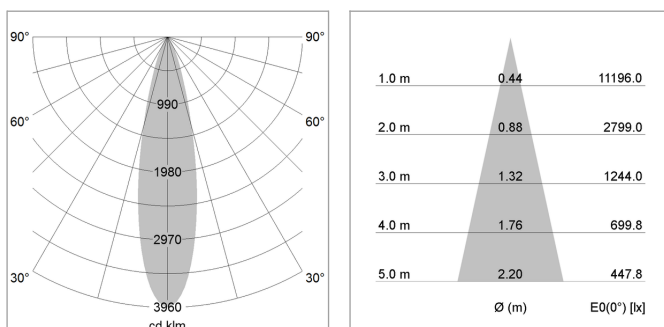 90° 90°
990
60° 60°
1980
2970
30° 30°
3960
cd klm
1.0 m 0.44 11196.0
2.0 m 0.88 2799.0
3.0 m 1.32 1244.0
4.0 m 1.76 699.8
5.0 m 2.20 447.8
Ø (m) E0(0°) [lx]